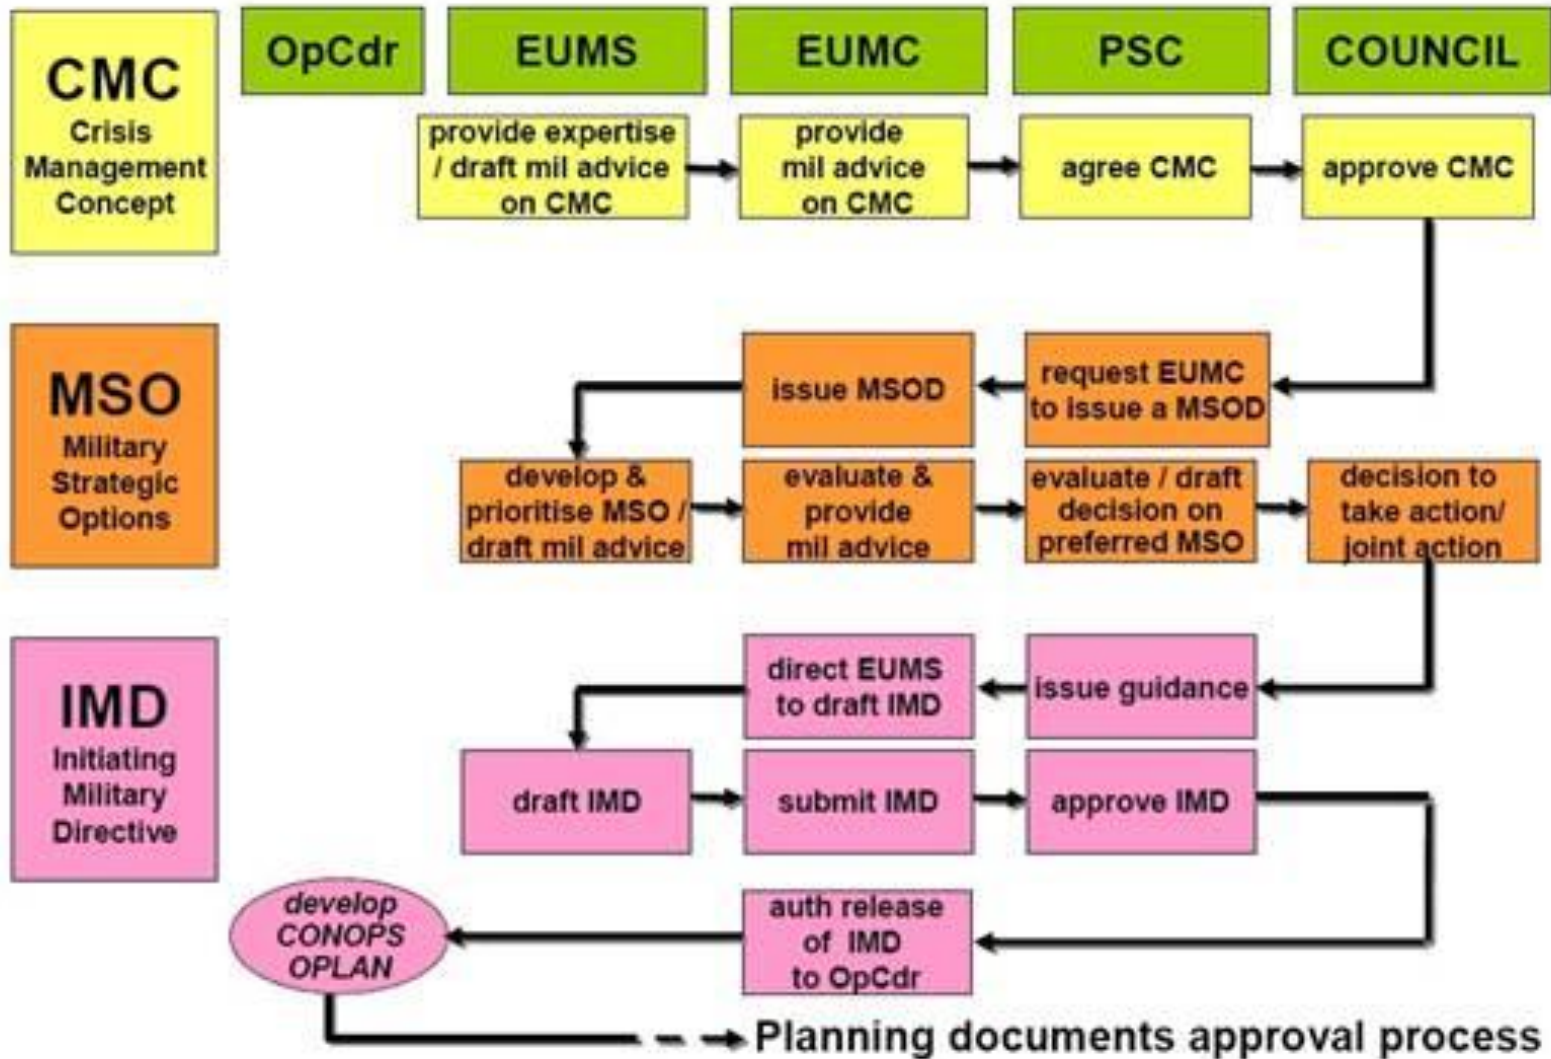 CMC
Crisis
Management
Concept
OpCdr
EUMS
EUMC
PSC
COUNCIL
provide expertise
/ draft mil advice
on CMC
provide
mil advice
on CMC
agree CMC
approve CMC
MSO
Military
Strategic
Options
issue MSOD
request EUMC
to issue a MSOD
develop &
prioritise MSO /
draft mil advice
evaluate &
provide
mil advice
evaluate / draft
decision on
preferred MSO
decision to
take action/
joint action
IMD
Initiating
Military
Directive
direct EUMS
to draft IMD
issue guidance
draft IMD
submit IMD
approve IMD
develop
CONOPS
OPLAN
auth release
of IMD
to OpCdr
Planning documents approval process